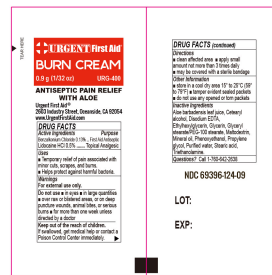 TEAR HERE
URGENT First Aid®
BURN CREAM
0.9 g (1/32 oz) URG-400
ANTISEPTIC PAIN RELIEF
WITH ALOE
Urgent First Aid®
2603 Industry Street, Oceanside, CA 92054
www.UrgentFirstAid.com
DRUG FACTS
Active ingredients Purpose
Benzalkonium Chloride 0.13% .. First Aid Antiseptic
Lidocaine HCl 0.5% ...... Topical Analgesic
Uses
■ Temporary relief of pain associated with
minor cuts, scrapes, and burns.
■ Helps protect against harmful bacteria.
Warnings
For external use only.
Do not use ■ in eyes ■ in large quantities
■ over raw or blistered areas, or on deep
puncture wounds, animal bites, or serious
burns ■ for more than one week unless
directed by a doctor
Keep out of the reach of children.
If swallowed, get medical help or contact a
Poison Control Center immediately.
DRUG FACTS (continued)
Directions
■ clean affected area ■ apply small
amount not more than 3 times daily
■ may be covered with a sterile bandage
Other Information
■ store in a cool dry area 15° to 25°C (59°
to 77°F) ■ tamper evident sealed packets
■ do not use any opened or torn packets
Inactive ingredients
Aloe barbadensis leaf juice, Cetearyl
alcohol, Disodium EDTA,
Ethylhexylglycerin, Glycerin, Glyceryl
stearate/PEG-100 stearate, Maltodextrin,
Mineral oil, Phenoxyethanol, Propylene
glycol, Purified water, Stearic acid,
Triethanolamine.
Questions? Call 1-760-842-2638
NDC 69396-124-09
LOT:
EXP: